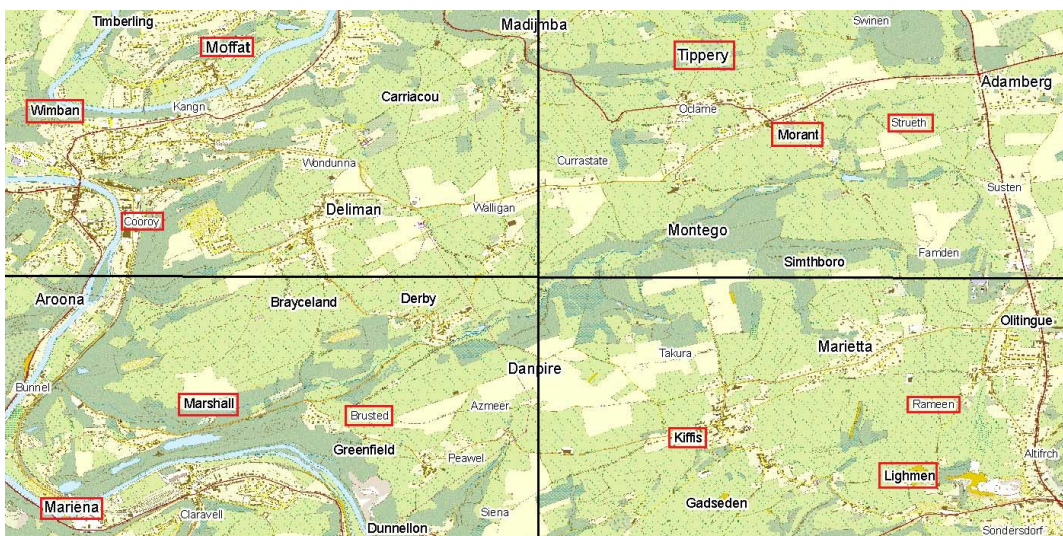 Timberling
Moffat
Madijmba
Swinen
Tippery
Adamberg
Wimban
Kangn
Carriacou
Oclame
Morant
Strueth
Wondunna
Currastate
Susten
Cooroy
Deliman
Walligan
Montego
Simthboro
Famden
Aroona
Brayceland
Derby
Olitingue
Takura
Marietta
Danpire
Bunnel
Marshall
Brusted
Azmeer
Rameen
Kiffis
Greenfield
Peawel
Altifrch
Lighmen
Mariena
Claravell
Siena
Gadseden
Dunnellon
Sondersdorf